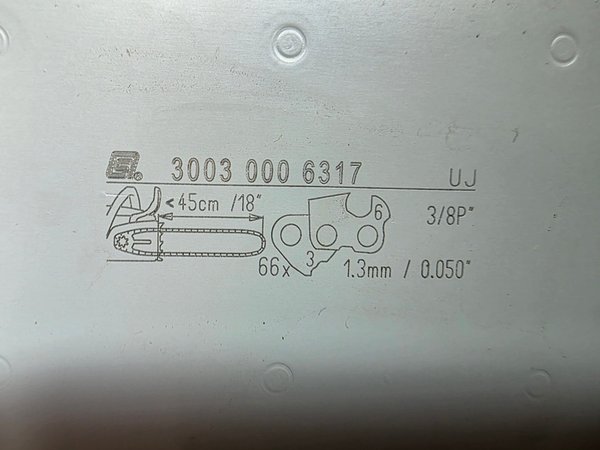 ® 3003 000 6317 UJ
<45cm /18"
6 3/8P"
66x 3 1.3mm / 0.050"